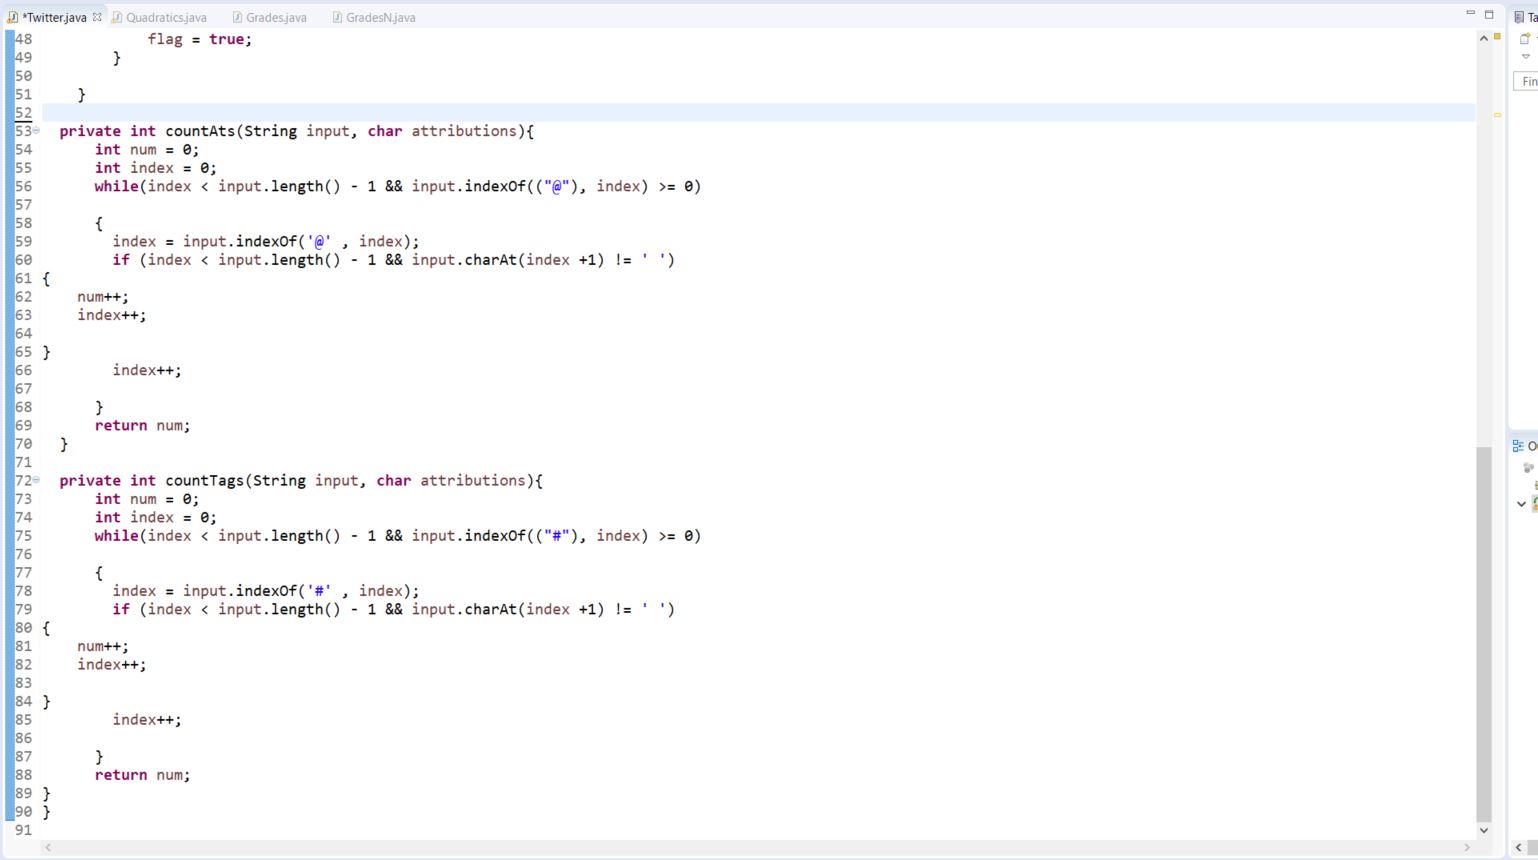 *Twitter.java Quadratics.java Grades.java GradesN.java Ta
Fin
48 flag = true;
49 }
50
51 }
52
53 private int countAts(String input, char attributions){
54 int num = 0;
55 int index = 0;
56 while(index < input.length() - 1 && input.indexOf(("@"), index) >= 0)
57
58 {
59 index = input.indexOf('@' , index);
60 if (index < input.length() - 1 && input.charAt(index +1) != ' ')
61 {
62 num++;
63 index++;
64
65 }
66 index++;
67
68 }
69 return num;
70 }
71
72 private int countTags(String input, char attributions){
73 int num = 0;
74 int index = 0;
75 while(index < input.length() - 1 && input.indexOf(("#"), index) >= 0)
76
77 {
78 index = input.indexOf('#' , index);
79 if (index < input.length() - 1 && input.charAt(index +1) != ' ')
80 {
81 num++;
82 index++;
83
84 }
85 index++;
86
87 }
88 return num;
89 }
90 }
91